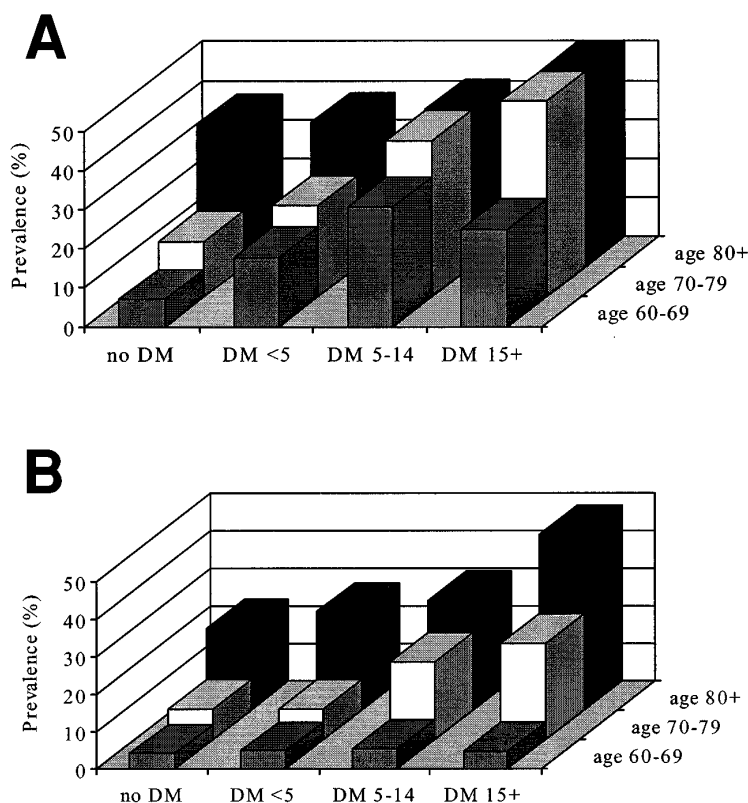 A
50
40
30
20
10
0
Prevalence (%)
age 80+
age 70-79
age 60-69
no DM DM <5 DM 5-14 DM 15+
B
50
40
30
20
10
0
Prevalence (%)
age 80+
age 70-79
age 60-69
no DM DM <5 DM 5-14 DM 15+